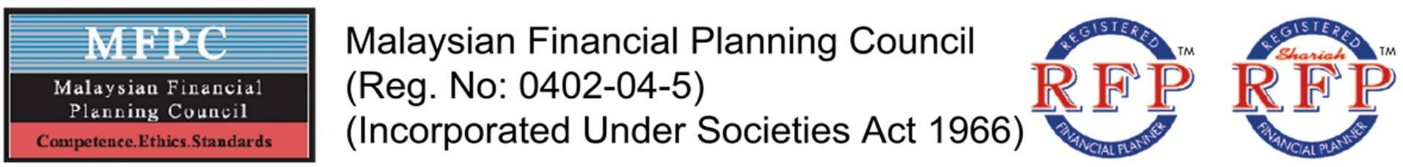 MFPC
Malaysian Financial
Planning Council
Competence.Ethics.Standards
Malaysian Financial Planning Council
(Reg. No: 0402-04-5)
(Incorporated Under Societies Act 1966)
REGISTERED
RFP
TM
FINANCIAL PLANNER
REGISTERED
Shariah
RFP
TM
FINANCIAL PLANNER